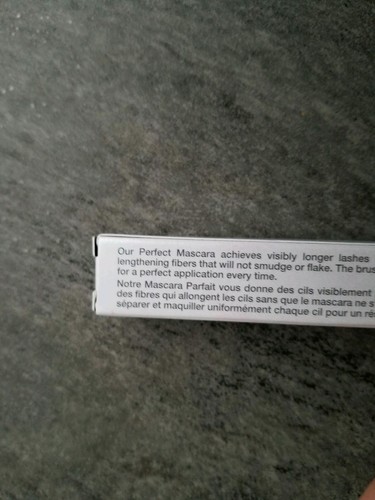 Our Perfect Mascara achieves visibly longer lashes
lengthening fibers that will not smudge or flake. The
for a perfect application every time.
Notre Mascara Parfait vous donne des cils visiblement
des fibres qui allongent les cils sans que le mascara ne
séparer et maquiller uniformément chaque cil pour un